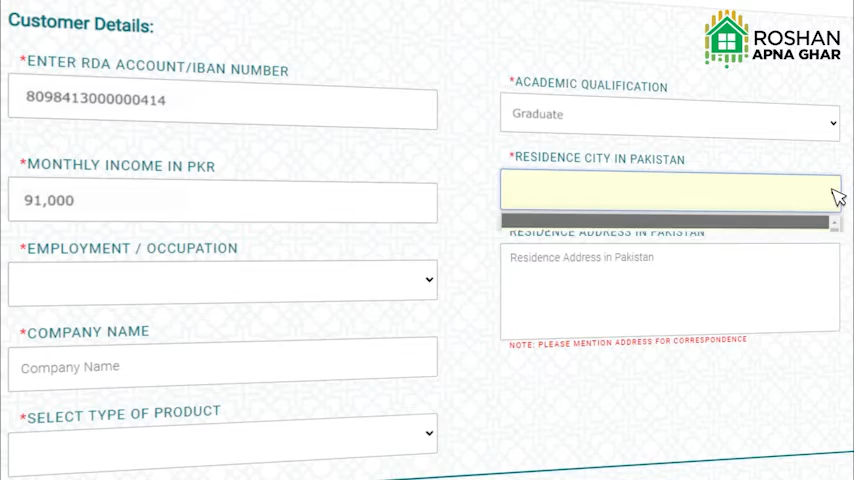 Customer Details:
ROSHAN
APNA GHAR
*ENTER RDA ACCOUNT/IBAN NUMBER
8098413000000414
*MONTHLY INCOME IN PKR
91,000
*EMPLOYMENT / OCCUPATION
*COMPANY NAME
Company Name
*SELECT TYPE OF PRODUCT
*ACADEMIC QUALIFICATION
Graduate
*RESIDENCE CITY IN PAKISTAN
RESIDENCE ADDRESS IN PAKISTAN
Residence Address in Pakistan
NOTE: PLEASE MENTION ADDRESS FOR CORRESPONDENCE